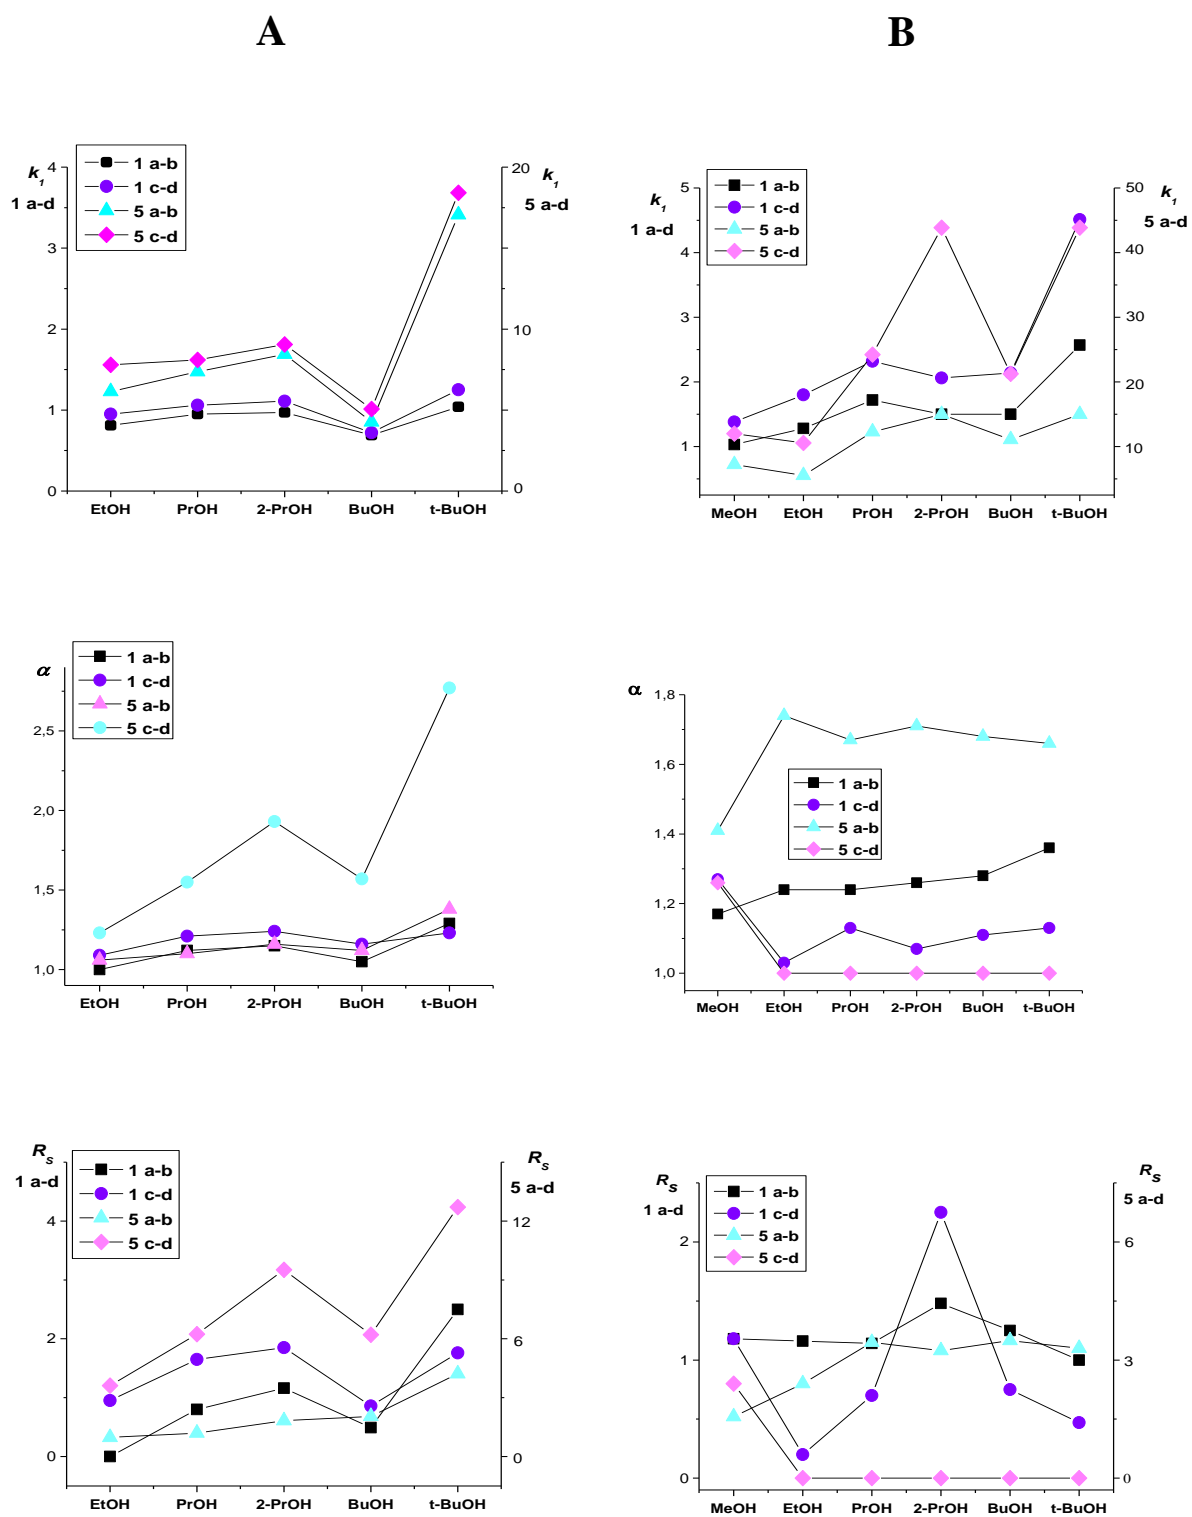 A
B
k1
1 a-d
1 a-b
1 c-d
5 a-b
5 c-d
k1
5 a-d
4
3
2
1
0
20
10
0
EtOH PrOH 2-PrOH BuOH t-BuOH
k1
1 a-d
1 a-b
1 c-d
5 a-b
5 c-d
k1
5 a-d
5
4
3
2
1
50
40
30
20
10
MeOH EtOH PrOH 2-PrOH BuOH t-BuOH
α
1 a-b
1 c-d
5 a-b
5 c-d
2,5
2,0
1,5
1,0
EtOH PrOH 2-PrOH BuOH t-BuOH
α
1,8
1,6
1,4
1,2
1,0
1 a-b
1 c-d
5 a-b
5 c-d
MeOH EtOH PrOH 2-PrOH BuOH t-BuOH
RS
1 a-d
1 a-b
1 c-d
5 a-b
5 c-d
RS
5 a-d
4
2
0
12
6
0
EtOH PrOH 2-PrOH BuOH t-BuOH
RS
1 a-d
1 a-b
1 c-d
5 a-b
5 c-d
RS
5 a-d
2
1
0
6
3
0
MeOH EtOH PrOH 2-PrOH BuOH t-BuOH